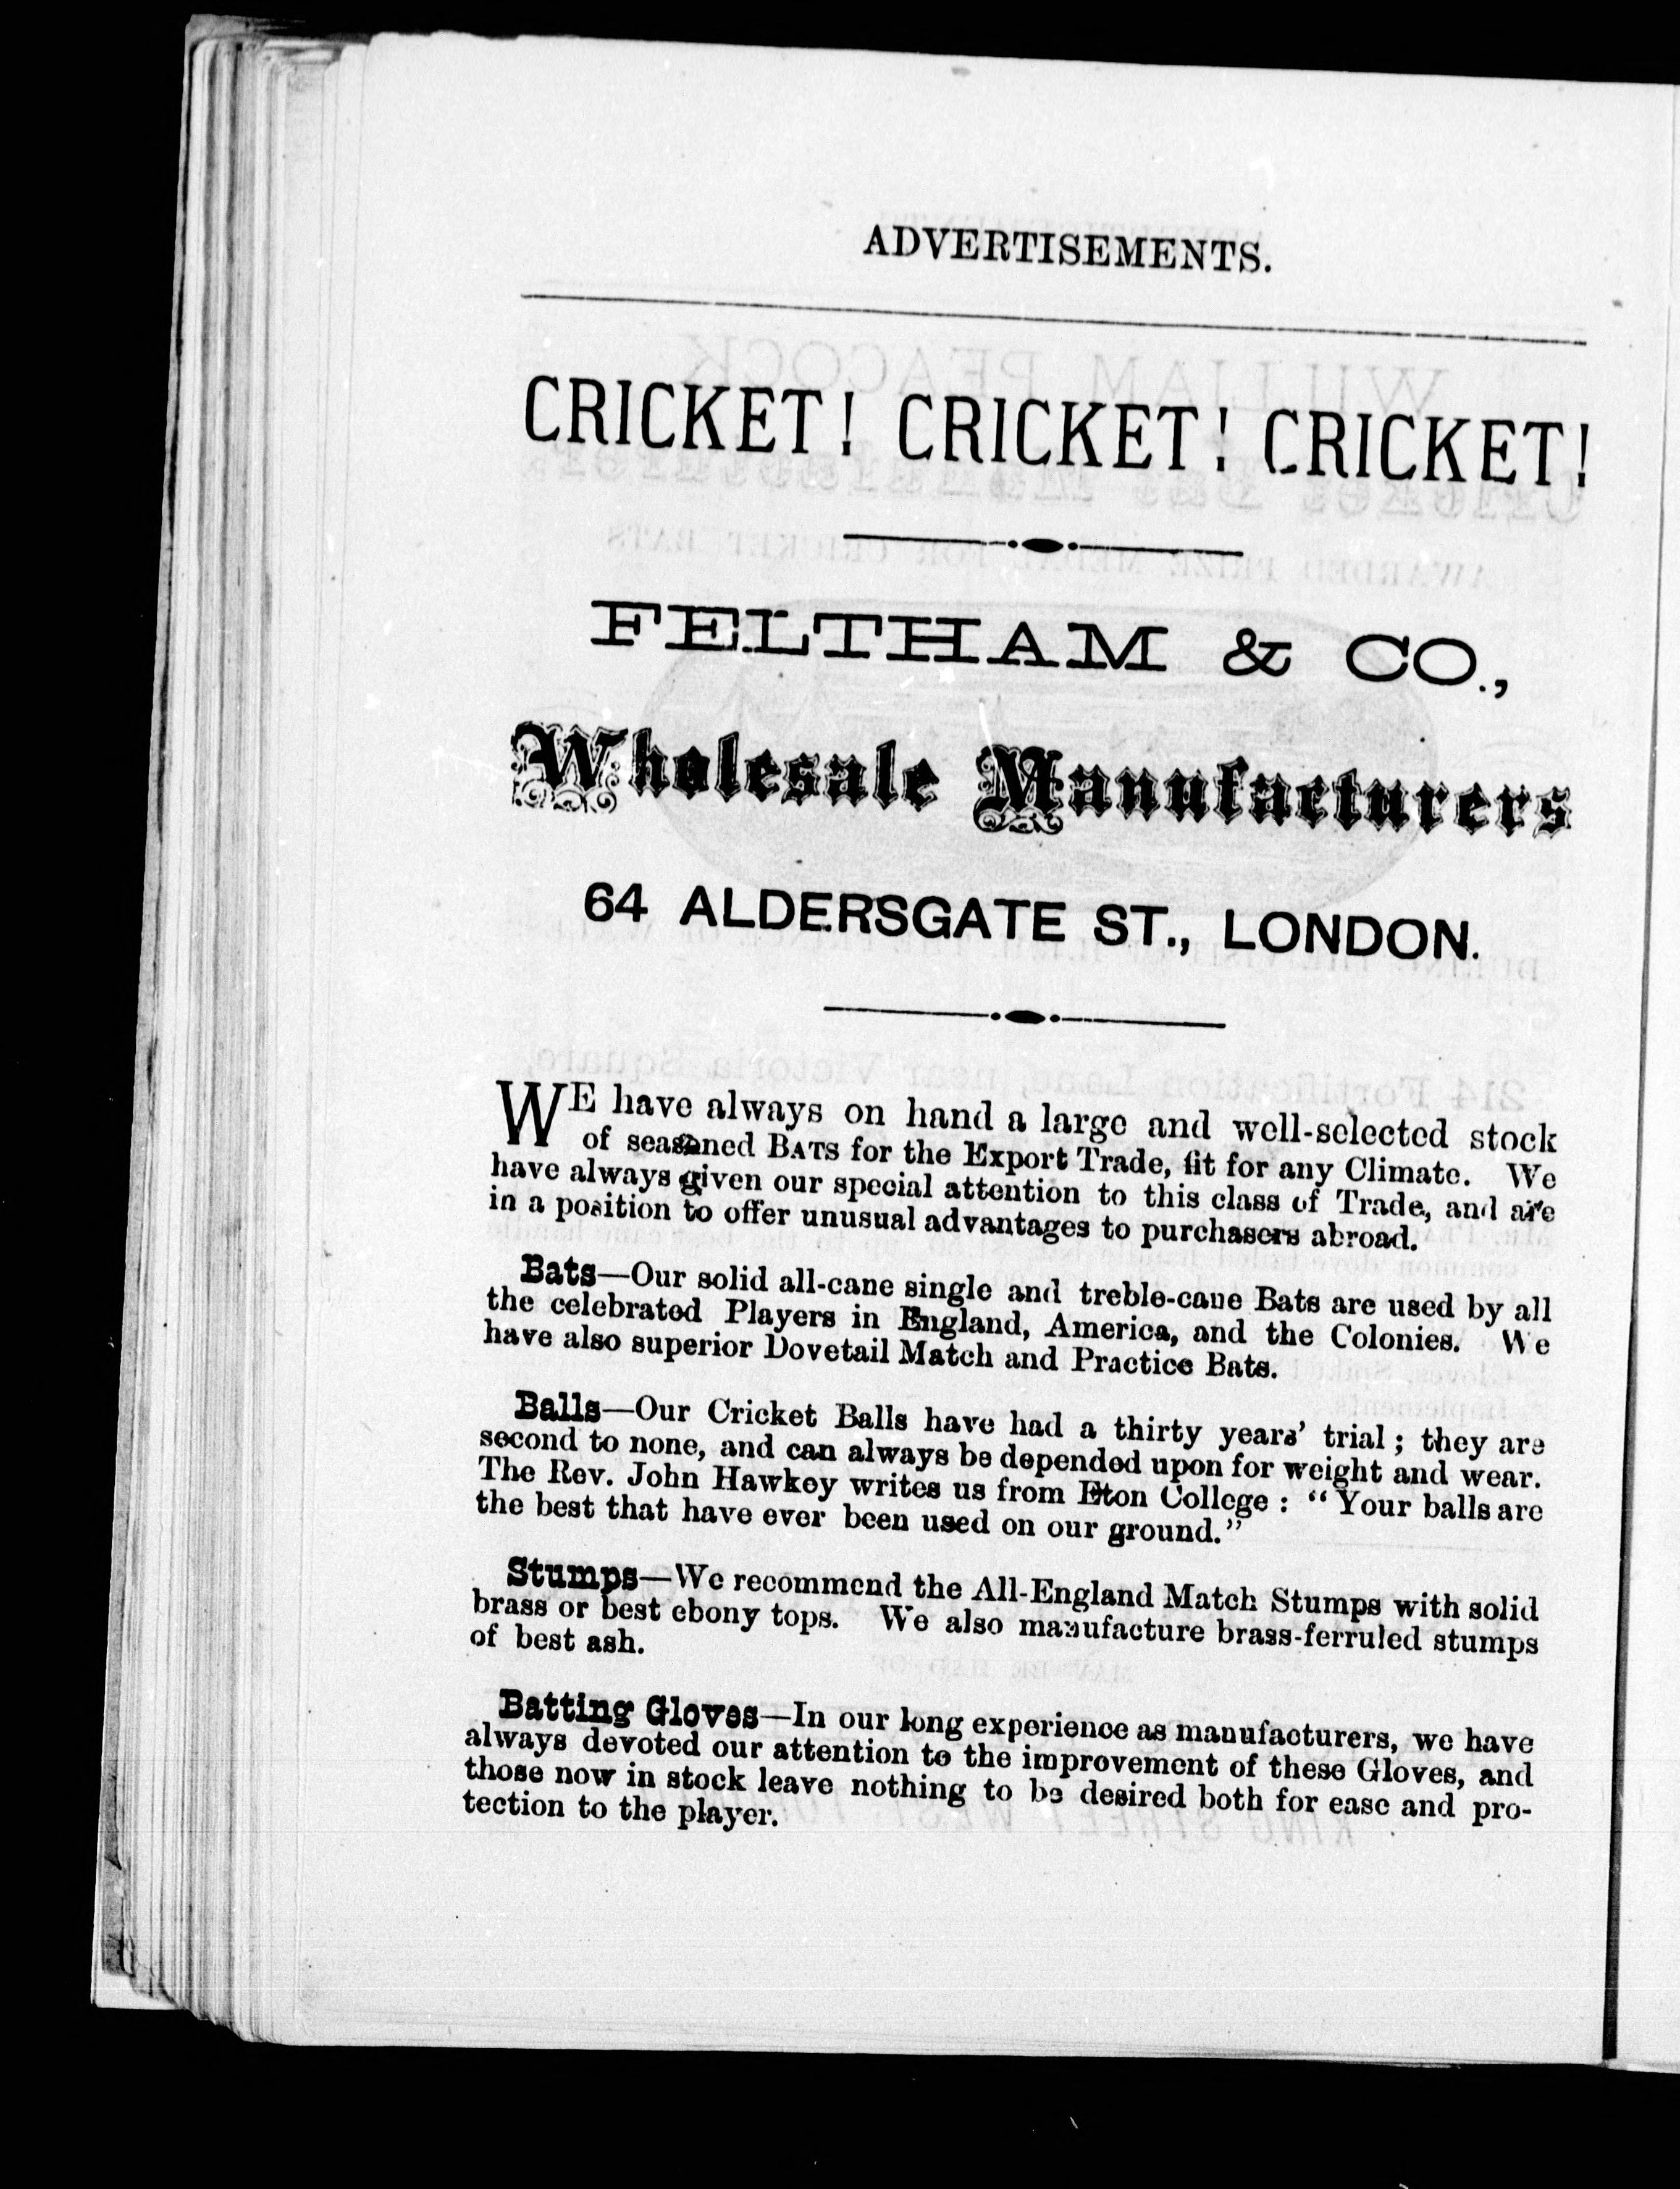 ADVERTISEMENTS.
CRICKET! CRICKET! CRICKET!
FELTHAM & CO.,
Wholesale Manufacturers
64 ALDERSGATE ST., LONDON.
WE have always on hand a large and well-selected stock
of seasoned BATS for the Export Trade, fit for any Climate. We
have always given our special attention to this class of Trade, and are
in a position to offer unusual advantages to purchasers abroad.
Bats—Our solid all-cane single and treble-cane Bats are used by all
the celebrated Players in England, America, and the Colonies. We
have also superior Dovetail Match and Practice Bats.
Balls—Our Cricket Balls have had a thirty years' trial; they are
second to none, and can always be depended upon for weight and wear.
The Rev. John Hawkey writes us from Eton College: "Your balls are
the best that have ever been used on our ground."
Stumps—We recommend the All-England Match Stumps with solid
brass or best ebony tops. We also manufacture brass-ferruled stumps
of best ash.
Batting Gloves—In our long experience as manufacturers, we have
always devoted our attention to the improvement of these Gloves, and
those now in stock leave nothing to be desired both for ease and pro-
tection to the player.